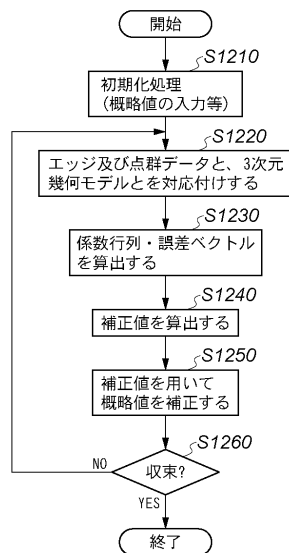 開始
S1210
初期化処理
(概略値の入力等)
S1220
エッジ及び点群データと、3次元
幾何モデルとを対応付けする
S1230
係数行列・誤差ベクトル
を算出する
S1240
補正値を算出する
S1250
補正値を用いて
概略値を補正する
S1260
収束?
NO
YES
終了